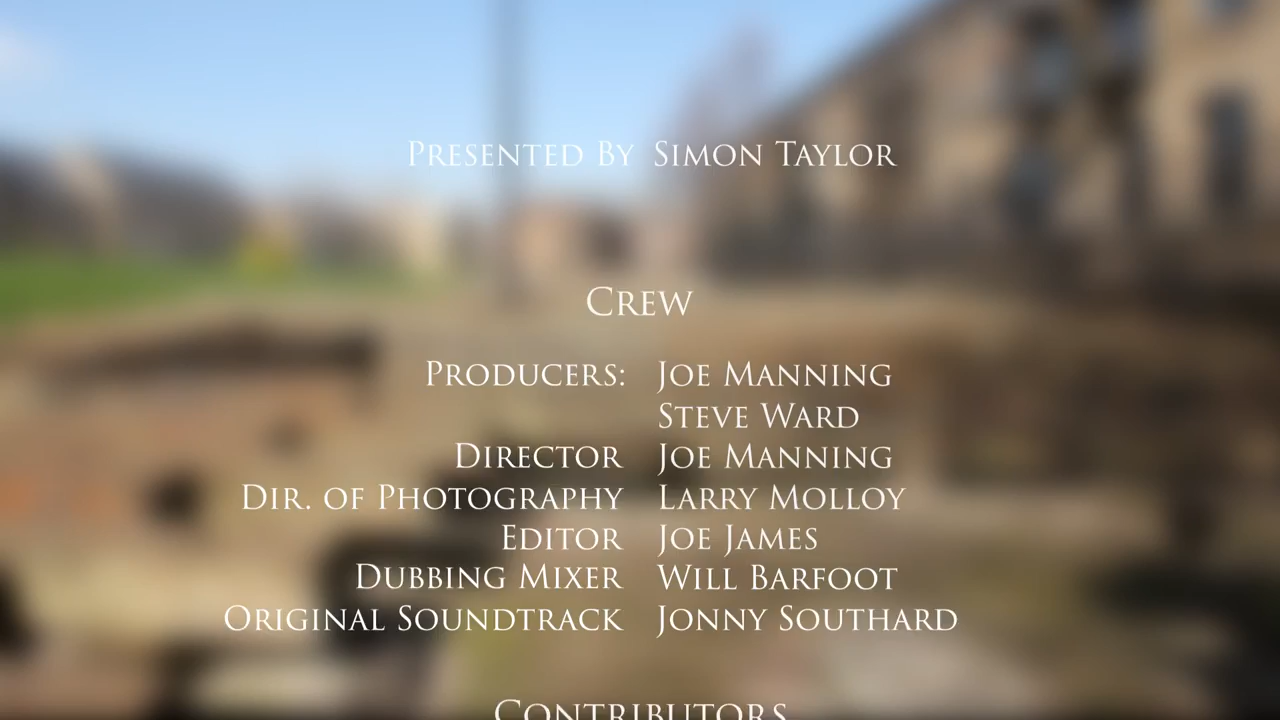 Presented By Simon Taylor
Crew
Producers: Joe Manning
Steve Ward
Director Joe Manning
Dir. of Photography Larry Molloy
Editor Joe James
Dubbing Mixer Will Barfoot
Original Soundtrack Jonny Southard
Contributors